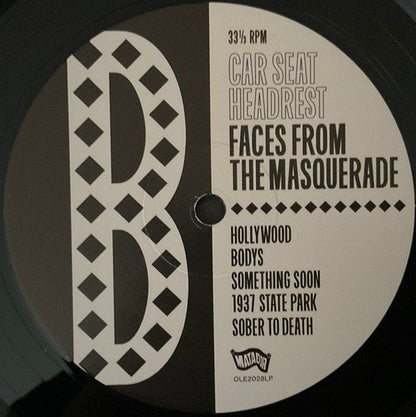 B
33⅓ RPM
CAR SEAT
HEADREST
FACES FROM
THE MASQUERADE
HOLLYWOOD
BODYS
SOMETHING SOON
1937 STATE PARK
SOBER TO DEATH
MATADOR
OLE2028LP